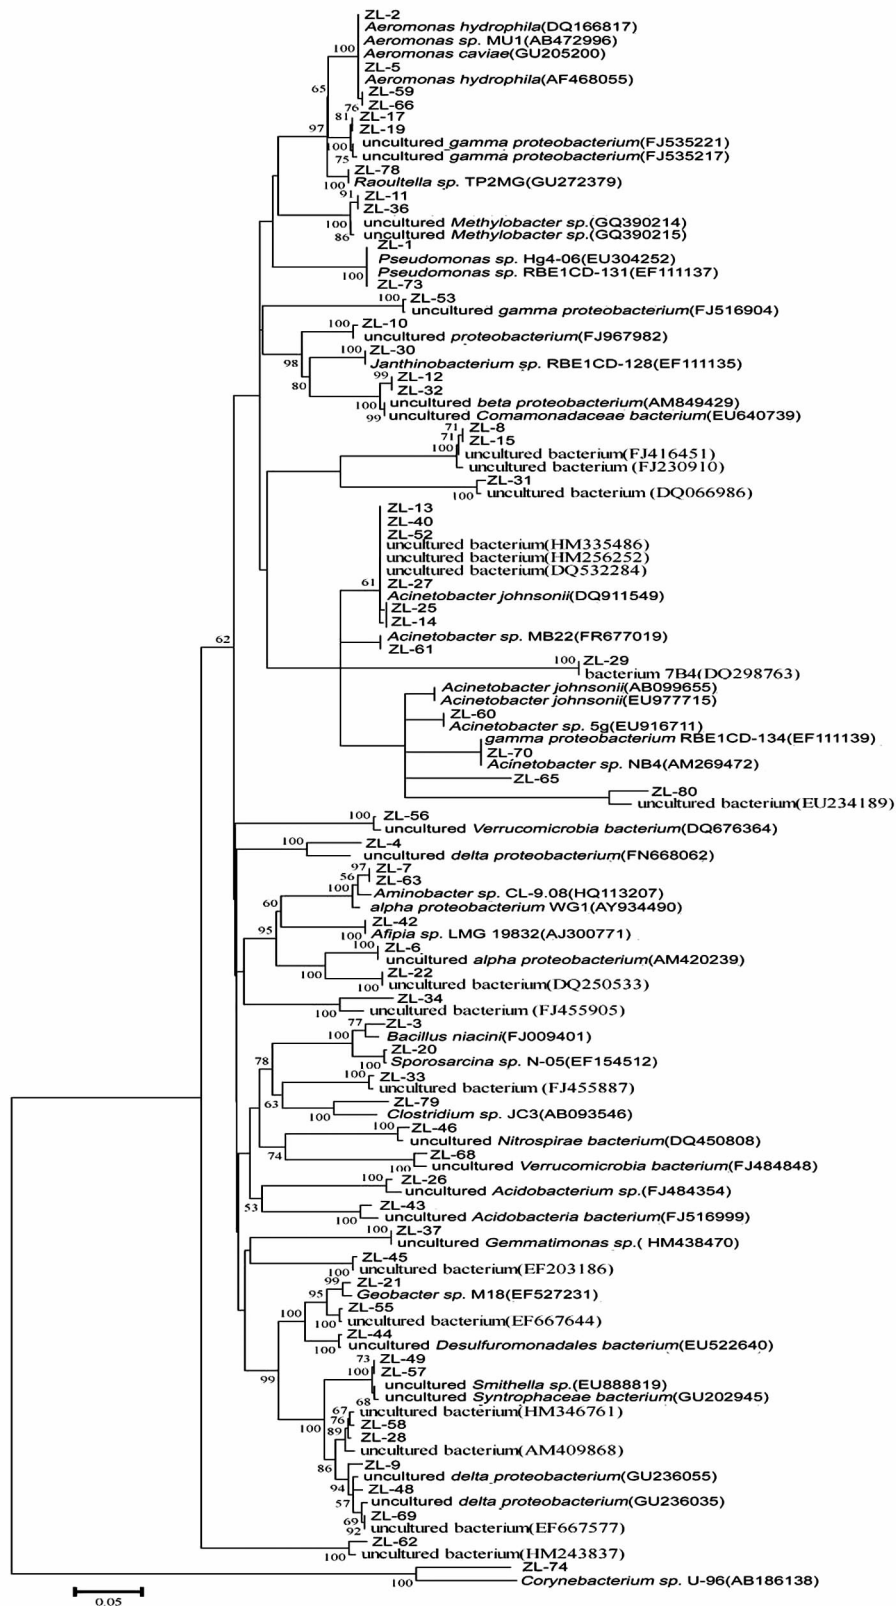 ZL-2
Aeromonas hydrophila(DQ166817)
Aeromonas sp. MU1(AB472996)
100
Aeromonas caviae(GU205200)
ZL-5
Aeromonas hydrophila(AF468055)
65
ZL-59
76
ZL-66
81
ZL-17
97
ZL-19
100
uncultured gamma proteobacterium(FJ535221)
75
uncultured gamma proteobacterium(FJ535217)
ZL-78
100
Raoultella sp. TP2MG(GU272379)
91
ZL-11
ZL-36
100
uncultured Methylobacter sp.(GQ390214)
86
uncultured Methylobacter sp.(GQ390215)
ZL-1
Pseudomonas sp. Hg4-06(EU304252)
100
Pseudomonas sp. RBE1CD-131(EF111137)
ZL-73
100
ZL-53
uncultured gamma proteobacterium(FJ516904)
100
ZL-10
uncultured proteobacterium(FJ967982)
98
100
ZL-30
Janthinobacterium sp. RBE1CD-128(EF111135)
80
99
ZL-12
ZL-32
100
uncultured beta proteobacterium(AM849429)
99
uncultured Comamonadaceae bacterium(EU640739)
71
ZL-8
71
ZL-15
100
uncultured bacterium(FJ416451)
uncultured bacterium (FJ230910)
ZL-31
100
uncultured bacterium (DQ066986)
ZL-13
ZL-40
ZL-52
uncultured bacterium(HM335486)
uncultured bacterium(HM256252)
uncultured bacterium(DQ532284)
61
ZL-27
Acinetobacter johnsonii(DQ911549)
ZL-25
ZL-14
62
Acinetobacter sp. MB22(FR677019)
ZL-61
100
ZL-29
bacterium 7B4(DQ298763)
Acinetobacter johnsonii(AB099655)
Acinetobacter johnsonii(EU977715)
ZL-60
Acinetobacter sp. 5g(EU916711)
gamma proteobacterium RBE1CD-134(EF111139)
ZL-70
Acinetobacter sp. NB4(AM269472)
ZL-65
ZL-80
uncultured bacterium(EU234189)
100
ZL-56
uncultured Verrucomicrobia bacterium(DQ676364)
100
ZL-4
uncultured delta proteobacterium(FN668062)
97
ZL-7
56
ZL-63
100
Aminobacter sp. CL-9.08(HQ113207)
60
alpha proteobacterium WG1(AY934490)
95
ZL-42
100
Afipia sp. LMG 19832(AJ300771)
100
ZL-6
uncultured alpha proteobacterium(AM420239)
100
ZL-22
100
uncultured bacterium(DQ250533)
ZL-34
100
uncultured bacterium (FJ455905)
77
ZL-3
100
Bacillus niacini(FJ009401)
ZL-20
78
100
Sporosarcina sp. N-05(EF154512)
100
ZL-33
uncultured bacterium (FJ455887)
63
ZL-79
100
Clostridium sp. JC3(AB093546)
100
ZL-46
uncultured Nitrospirae bacterium(DQ450808)
74
ZL-68
100
uncultured Verrucomicrobia bacterium(FJ484848)
100
ZL-26
uncultured Acidobacterium sp.(FJ484354)
53
ZL-43
100
uncultured Acidobacteria bacterium(FJ516999)
100
ZL-37
uncultured Gemmatimonas sp.( HM438470)
ZL-45
100
uncultured bacterium(EF203186)
99
ZL-21
95
Geobacter sp. M18(EF527231)
100
ZL-55
100
uncultured bacterium(EF667644)
ZL-44
100
uncultured Desulfuromonadales bacterium(EU522640)
73
ZL-49
99
100
ZL-57
uncultured Smithella sp.(EU888819)
68
uncultured Syntrophaceae bacterium(GU202945)
67
uncultured bacterium(HM346761)
76
ZL-58
100
89
ZL-28
uncultured bacterium(AM409868)
86
ZL-9
uncultured delta proteobacterium(GU236055)
94
ZL-48
57
uncultured delta proteobacterium(GU236035)
69
ZL-69
92
uncultured bacterium(EF667577)
ZL-62
100
uncultured bacterium(HM243837)
ZL-74
100
Corynebacterium sp. U-96(AB186138)
0.05